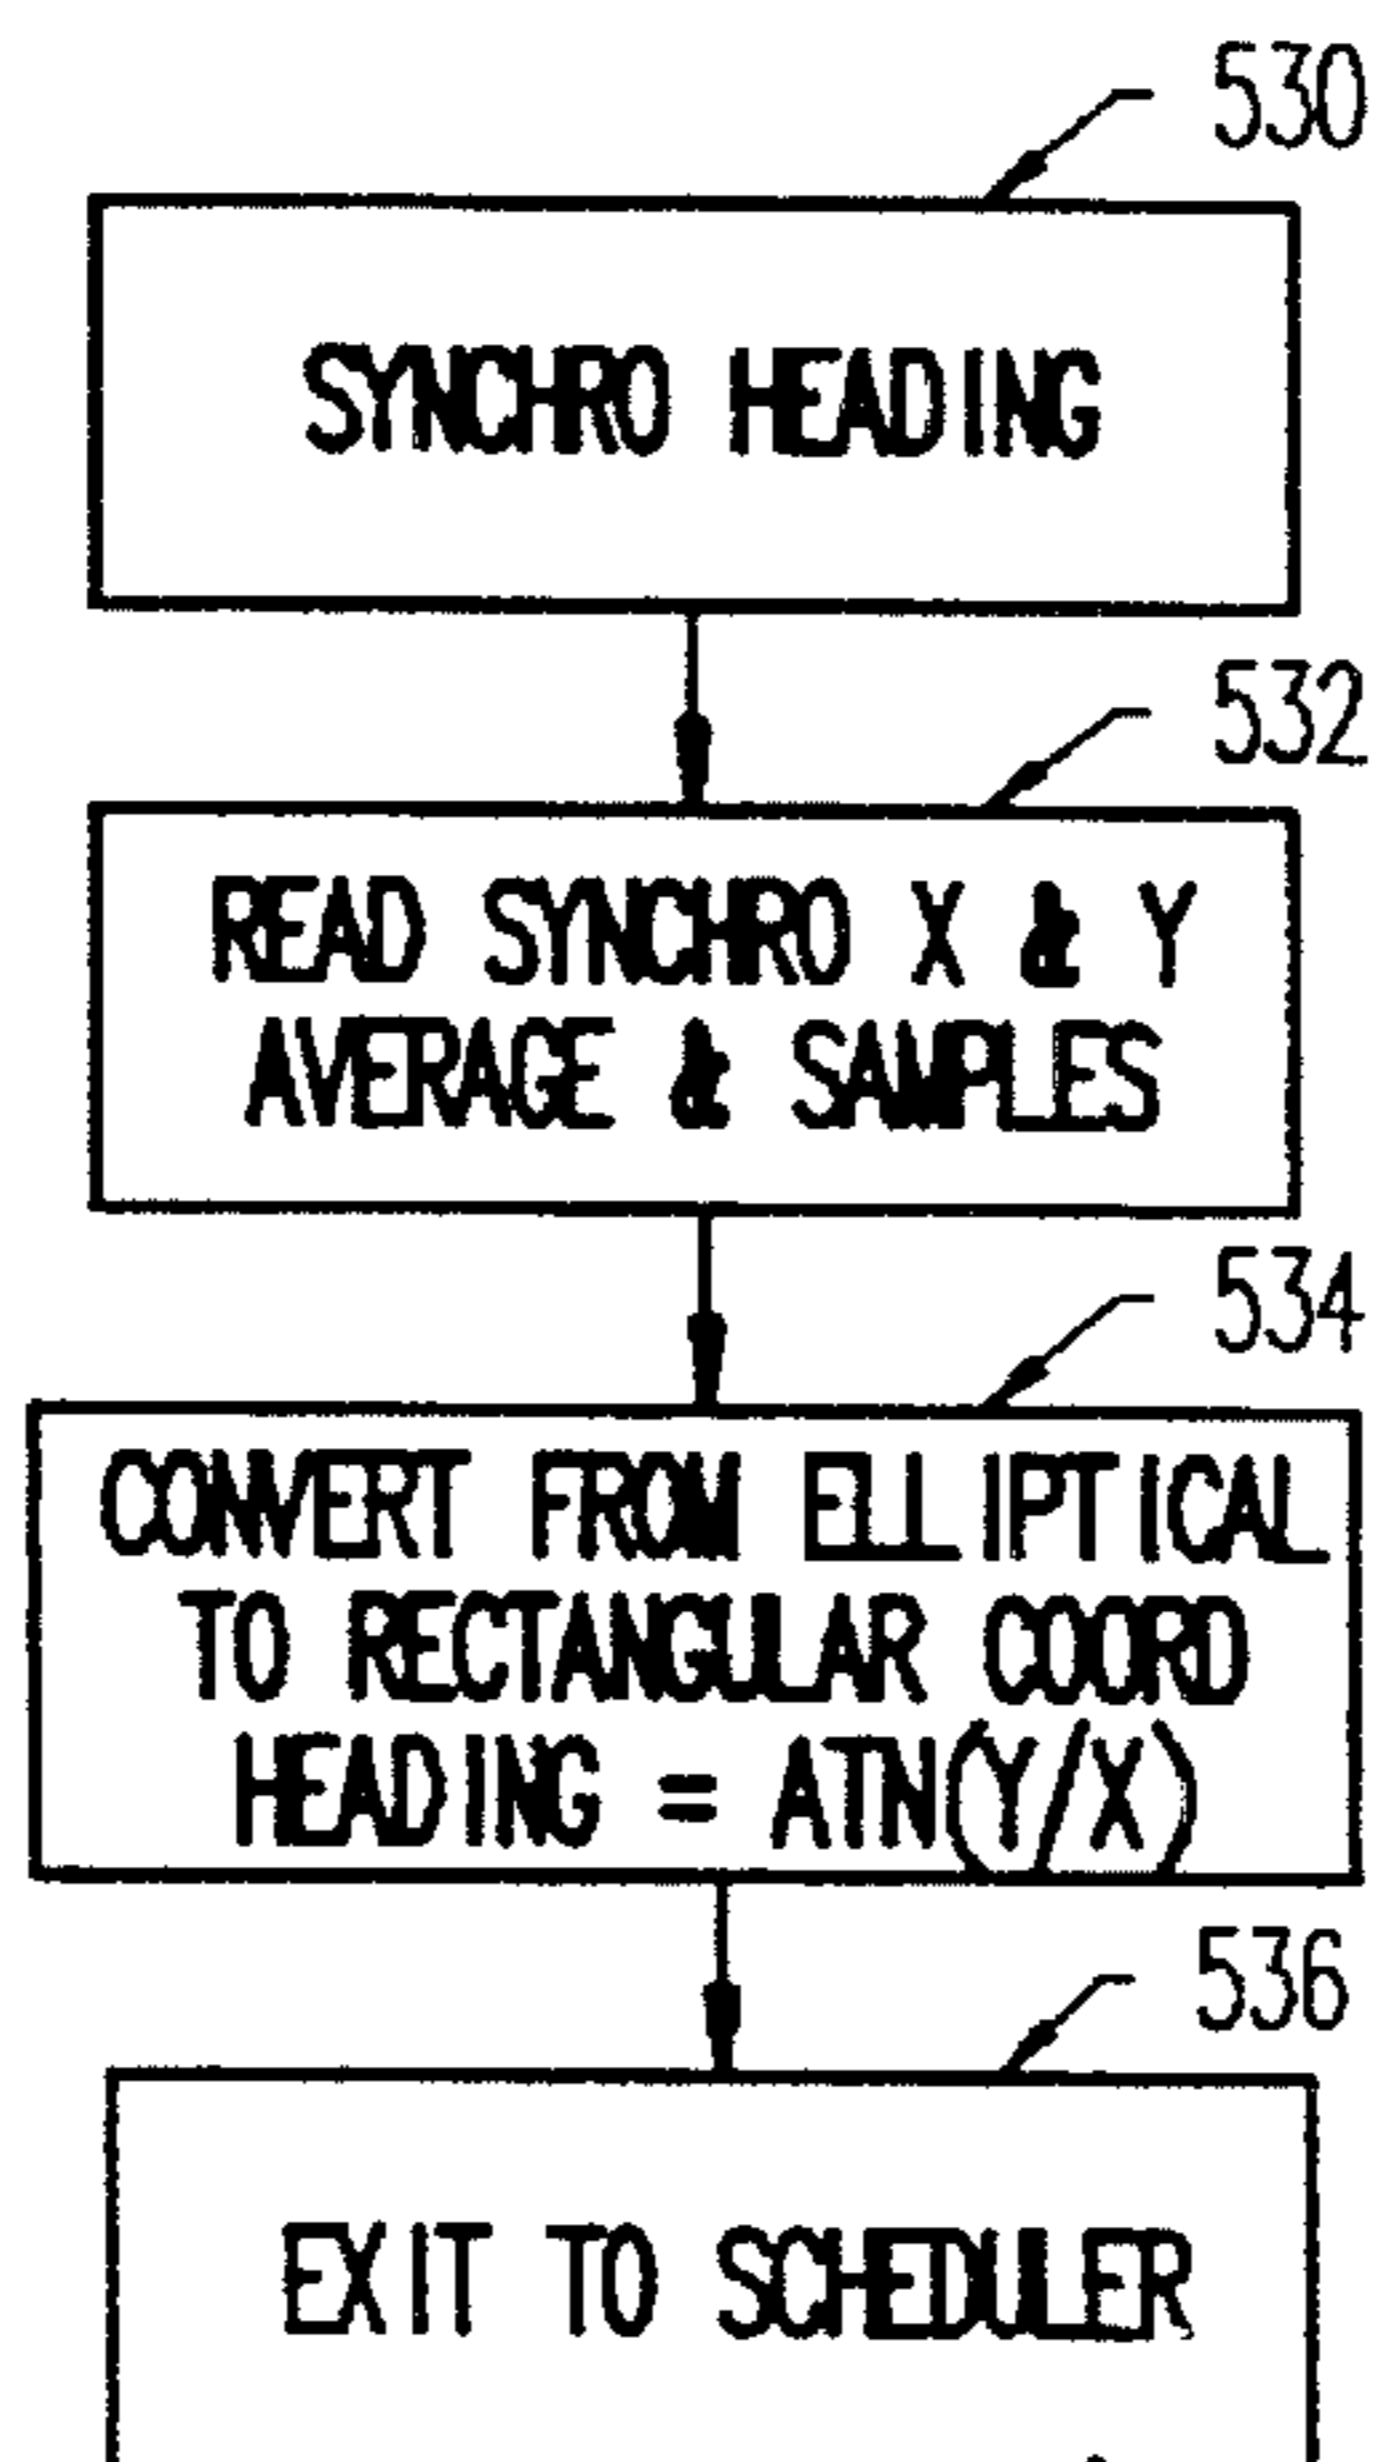 530
SYNCHRO HEADING
532
READ SYNCHRO X & Y
AVERAGE & SAMPLES
534
CONVERT FROM ELLIPTICAL
TO RECTANGULAR COORD
HEADING = ATN(Y/X)
536
EXIT TO SCHEDULER